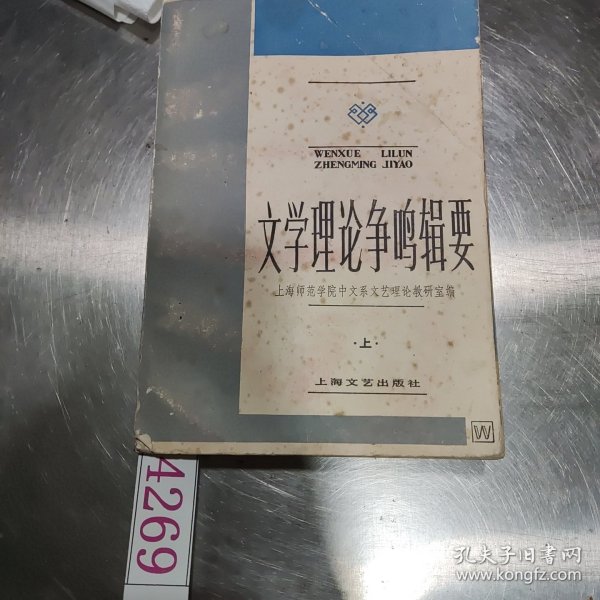 WENXUE LILUN
ZHENGMING JIYAO
文学理论争鸣辑要
上海师范学院中文系文艺理论教研室编
·上·
上海文艺出版社
W
4269
孔夫子旧书网
www.kongfz.com